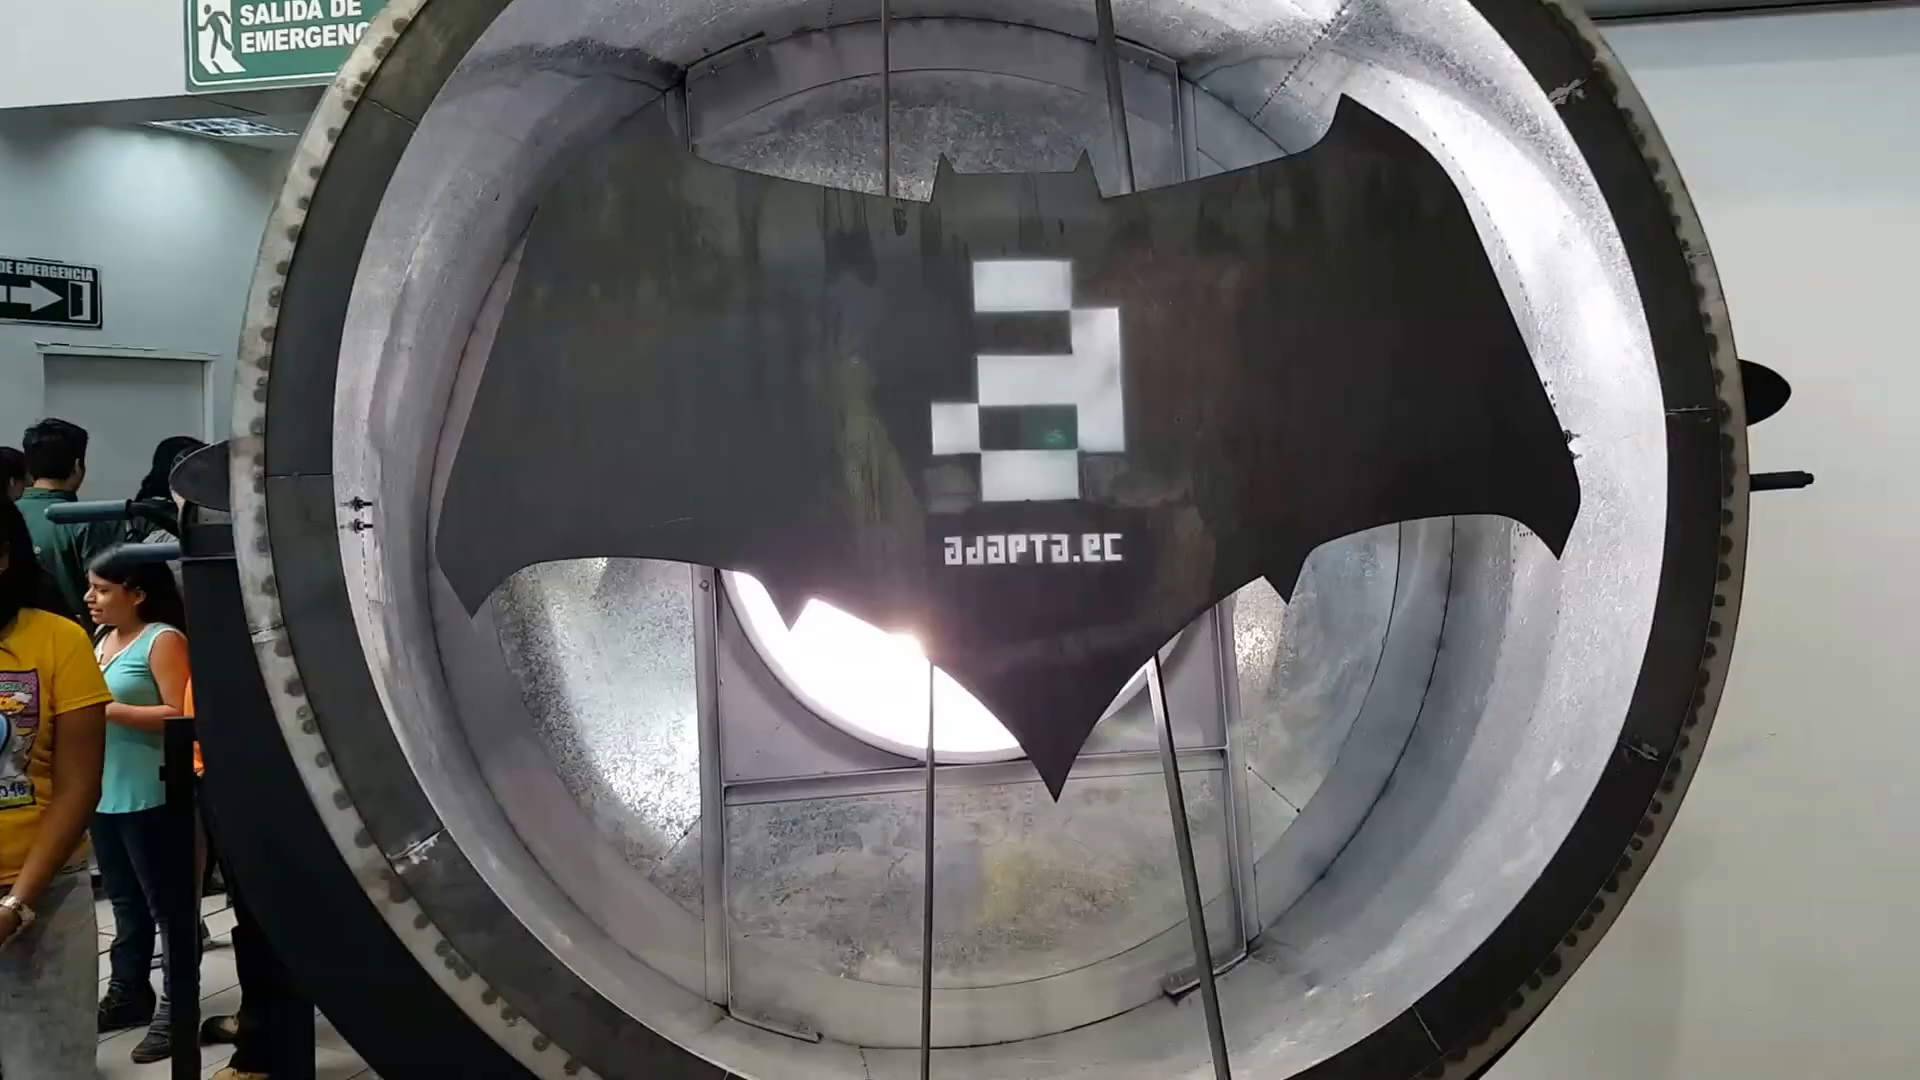 SALIDA DE
EMERGENC
DE EMERGENCIA
adapta.ec